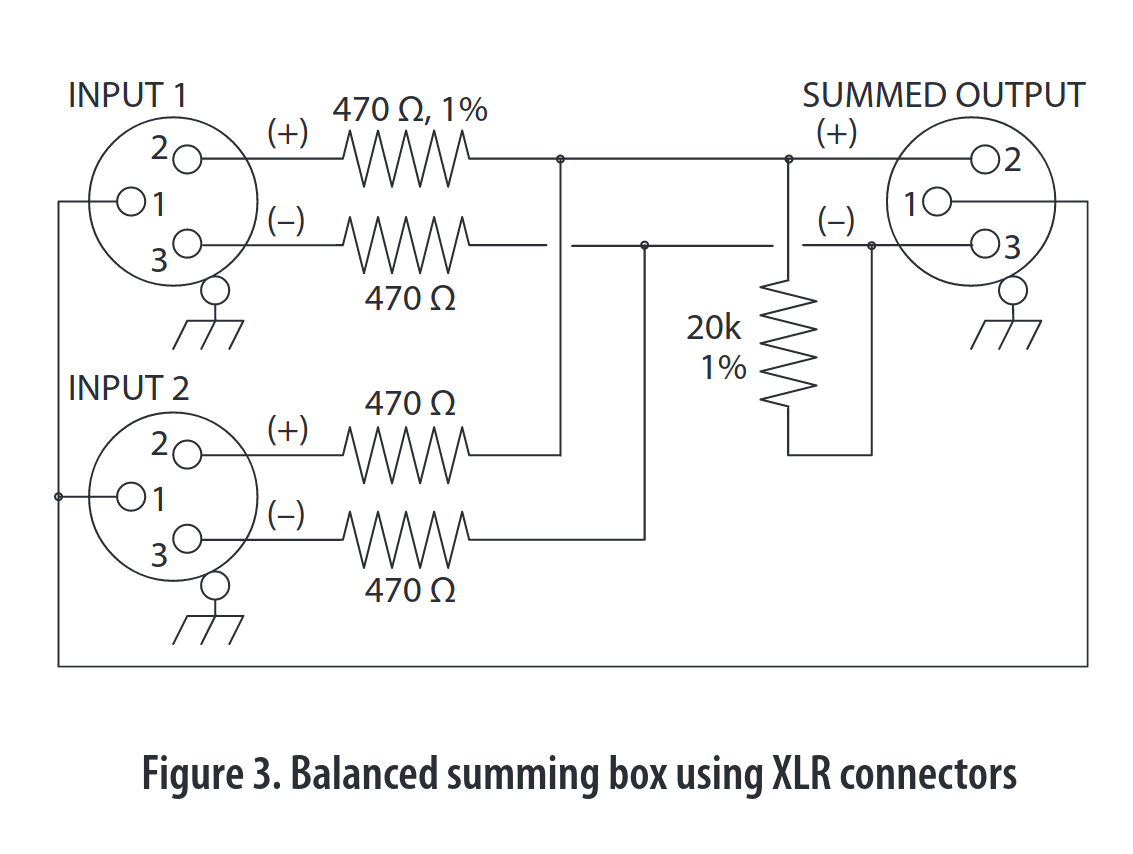 INPUT 1
470 Ω, 1%
SUMMED OUTPUT
(+)
(+)
2
2
1
1
(–)
(–)
3
3
470 Ω
20k
1%
INPUT 2
470 Ω
(+)
2
1
(–)
3
470 Ω
Figure 3. Balanced summing box using XLR connectors